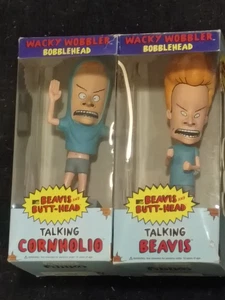 WACKY WOBBLER
BOBBLEHEAD
BEAVIS AND
BUTT-HEAD
TALKING
CORNHOLIO
WACKY WOBBLER
BOBBLEHEAD
BEAVIS AND
BUTT-HEAD
TALKING
BEAVIS